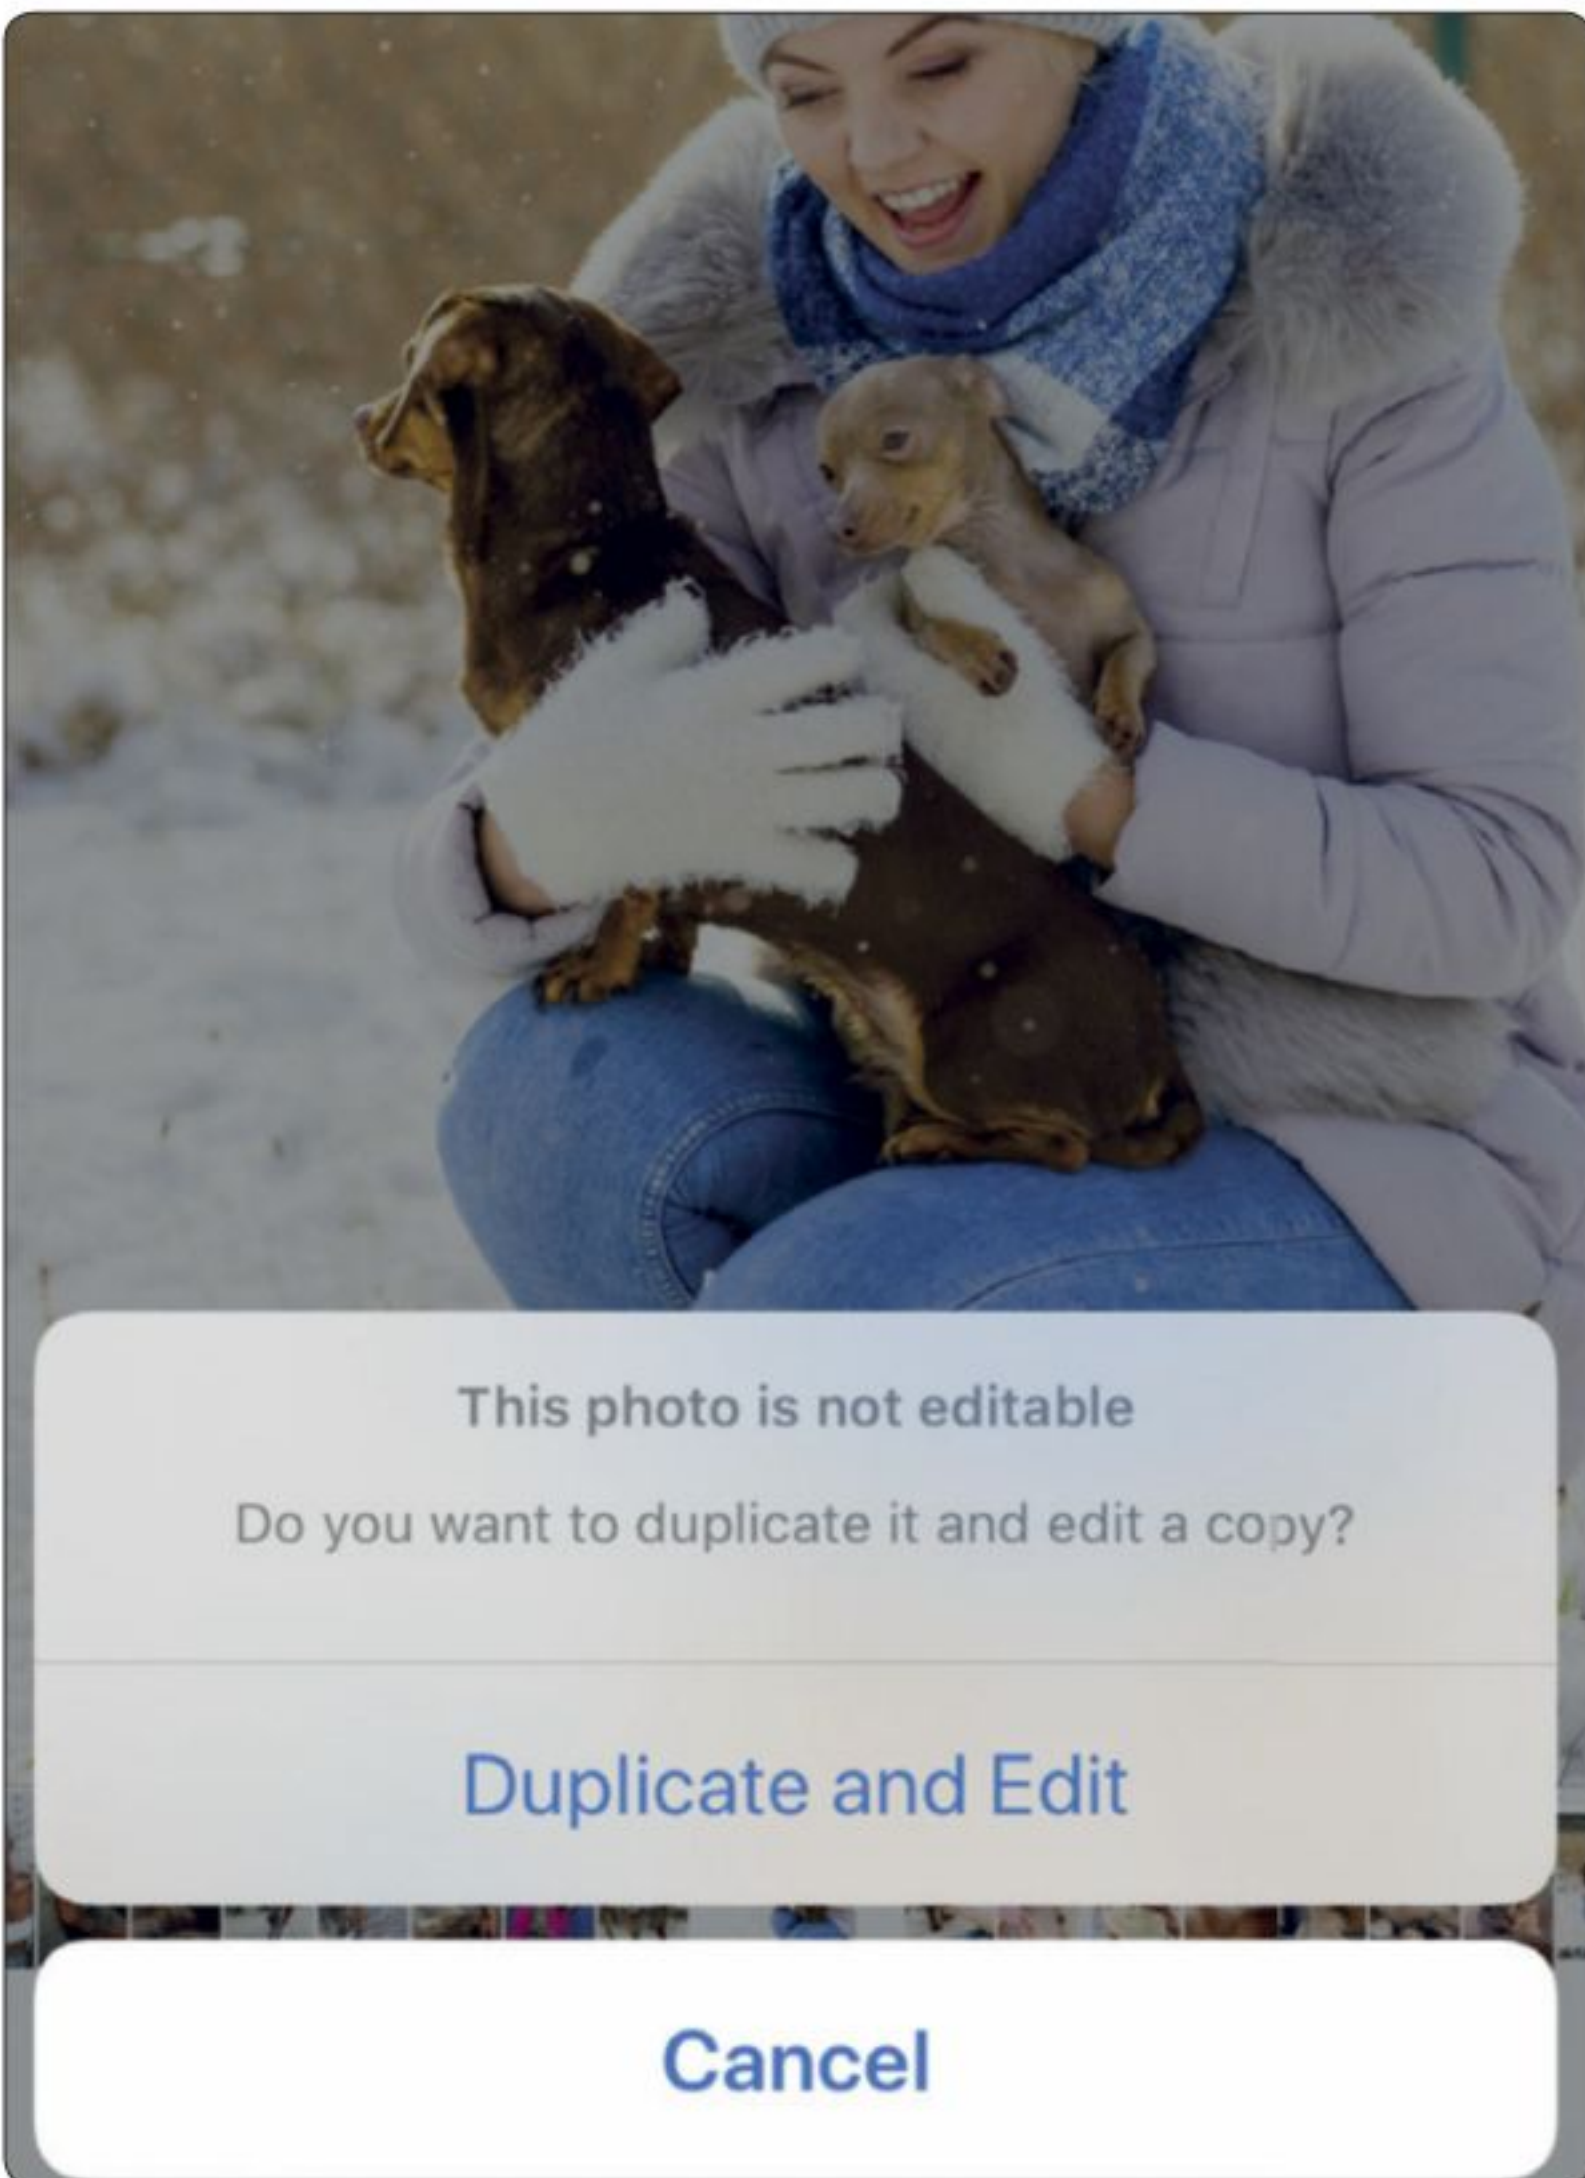 This photo is not editable
Do you want to duplicate it and edit a copy?
Duplicate and Edit
Cancel